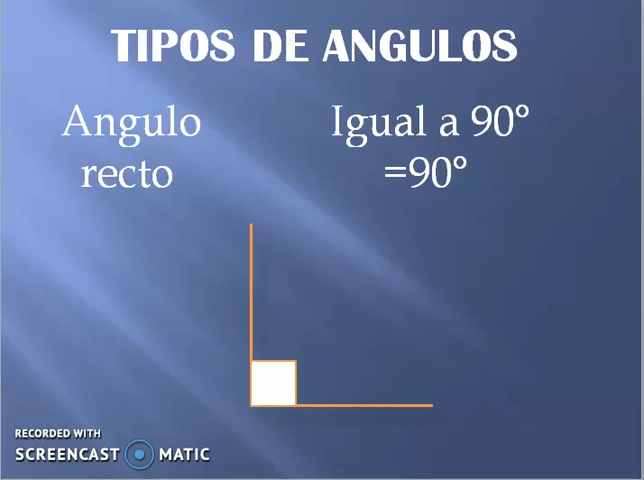 TIPOS DE ANGULOS
Angulo
recto
Igual a 90°
=90°
RECORDED WITH
SCREENCAST MATIC